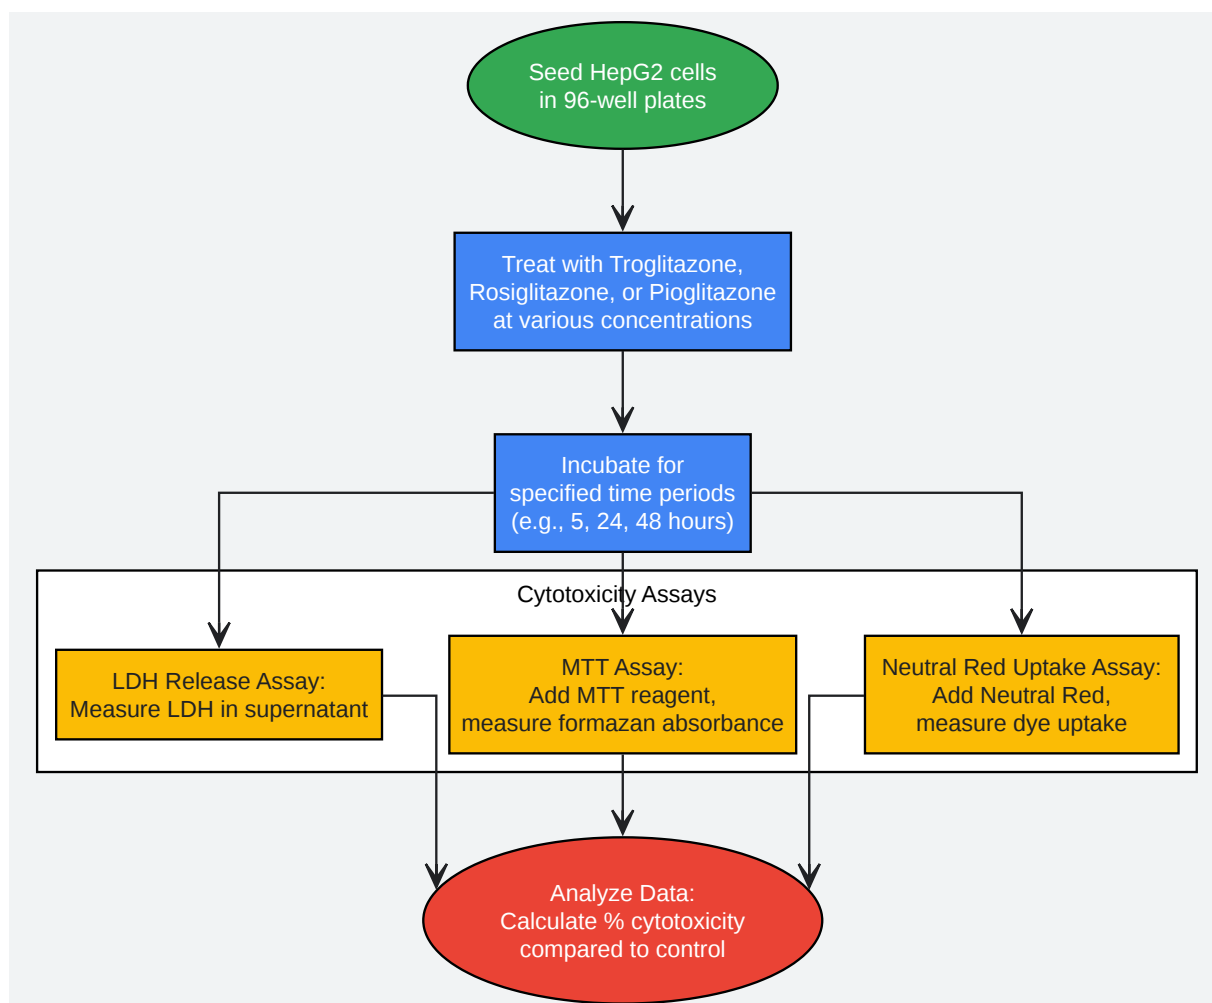 Seed HepG2 cells
in 96-well plates
Treat with Troglitazone,
Rosiglitazone, or Pioglitazone
at various concentrations
Incubate for
specified time periods
(e.g., 5, 24, 48 hours)
Cytotoxicity Assays
LDH Release Assay:
Measure LDH in supernatant
MTT Assay:
Add MTT reagent,
measure formazan absorbance
Neutral Red Uptake Assay:
Add Neutral Red,
measure dye uptake
Analyze Data:
Calculate % cytotoxicity
compared to control